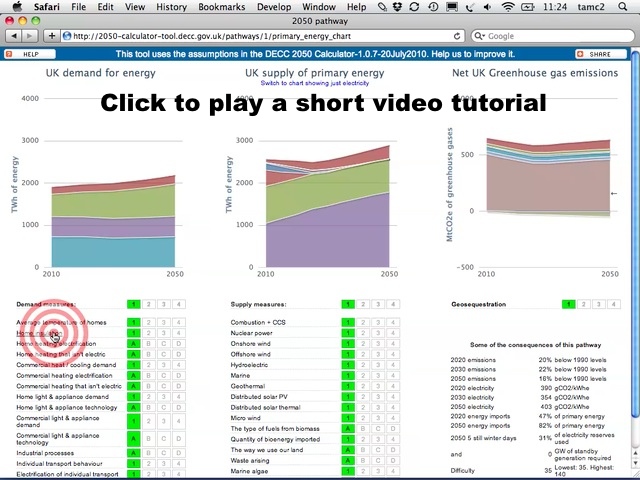 Safari File Edit View History Bookmarks Develop Window Help 11:24 tamc2
2050 pathway
http://2050-calculator-tool.decc.gov.uk/pathways/1/primary_energy_chart
Google
HELP
This tool uses the assumptions in the DECC 2050 Calculator-1.0.7-20July2010. Help us to improve it.
SHARE
UK demand for energy
UK supply of primary energy
Switch to chart showing just electricity
Net UK Greenhouse gas emissions
Click to play a short video tutorial
4000
3000
2000
1000
0
TWh of energy
2010 2050
4000
3000
2000
1000
0
TWh of energy
2010 2050
1000
500
0
-500
MtCO2e of greenhouse gases
2010 2050
Demand measures: 1 2 3 4
Average temperature of homes 1 2 3 4
Home 1 2 3 4
Home heating electrification A B C D
Home heating that isn't electric A B C D
Commercial heat / cooling demand 1 2 3 4
Commercial heating electrification A B C D
Commercial heating that isn't electric A B C D
Home light & appliance demand 1 2 3 4
Home light & appliance technology A B C D
Commercial light & appliance demand 1 2 3 4
Commercial light & appliance technology A B C D
Industrial processes A B C D
Individual transport behaviour 1 2 3 4
Electrification of individual transport 1 2 3 4
Supply measures: 1 2 3 4
Combustion + CCS 1 2 3 4
Nuclear power 1 2 3 4
Onshore wind 1 2 3 4
Offshore wind 1 2 3 4
Hydroelectric 1 2 3 4
Marine 1 2 3 4
Geothermal 1 2 3 4
Distributed solar PV 1 2 3 4
Distributed solar thermal 1 2 3 4
Micro wind 1 2 3 4
The type of fuels from biomass A B C D
Quantity of bioenergy imported 1 2 3 4
The way we use our land A B C D
Waste arising A B C D
Marine algae 1 2 3 4
Geosequestration 1 2 3 4
Some of the consequences of this pathway
2020 emissions 20% below 1990 levels
2030 emissions 22% below 1990 levels
2050 emissions 16% below 1990 levels
2020 electricity 390 gCO2/kWhe
2030 electricity 354 gCO2/kWhe
2050 electricity 403 gCO2/kWhe
2020 energy imports 47% of primary energy
2050 energy imports 82% of primary energy
2050 5 still winter days 31% of electricity reserves used
and 0 GW of standby generation required
Difficulty 35 Lowest: 35. Highest: 140